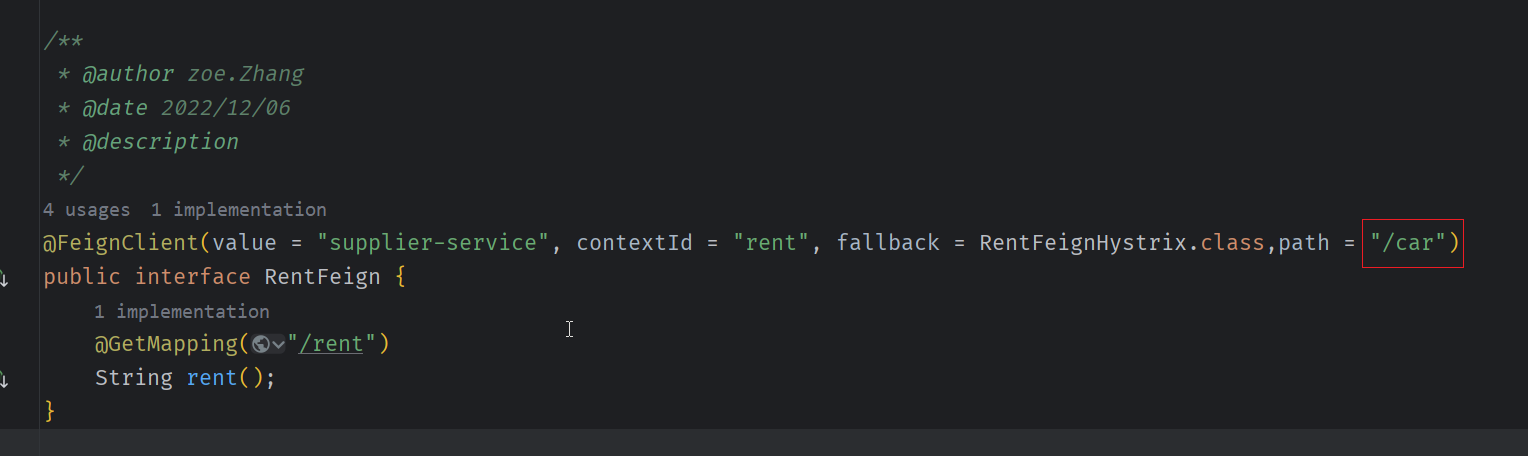 /**
* @author zoe.Zhang
* @date 2022/12/06
* @description
*/
4 usages 1 implementation
@FeignClient(value = "supplier-service", contextId = "rent", fallback = RentFeignHystrix.class,path = "/car")
public interface RentFeign {
1 implementation
@GetMapping("/rent")
String rent();
}